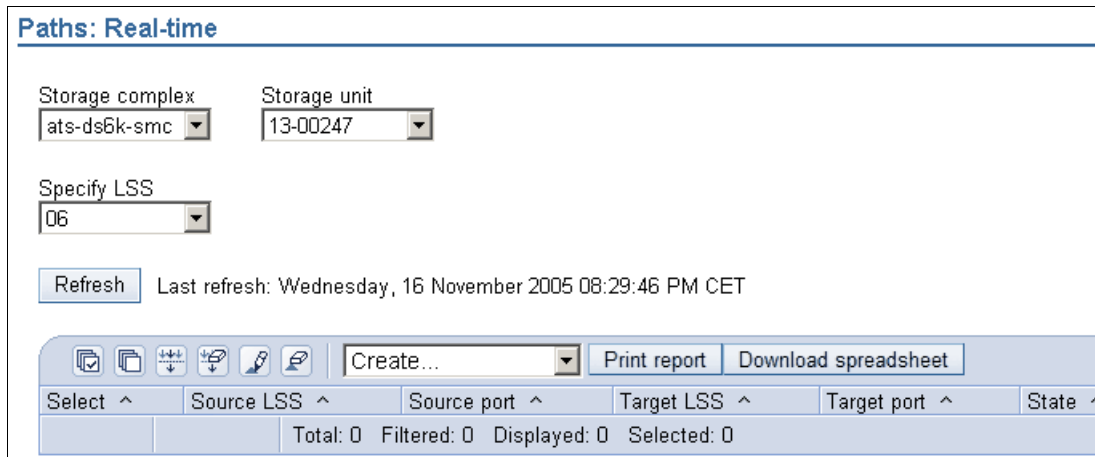 Paths: Real-time
Storage complex Storage unit
ats-ds6k-smc 13-00247
Specify LSS
06
Refresh Last refresh: Wednesday, 16 November 2005 08:29:46 PM CET
Create... Print report Download spreadsheet
Select ^ Source LSS ^ Source port ^ Target LSS ^ Target port ^ State ^
Total: 0 Filtered: 0 Displayed: 0 Selected: 0